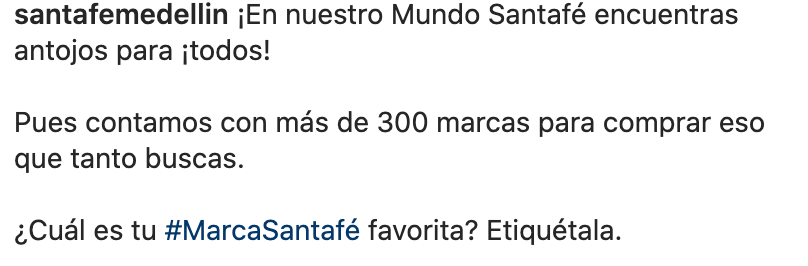 santafemedellin ¡En nuestro Mundo Santafé encuentras
antojos para ¡todos!
Pues contamos con más de 300 marcas para comprar eso
que tanto buscas.
¿Cuál es tu #MarcaSantafé favorita? Etiquétala.